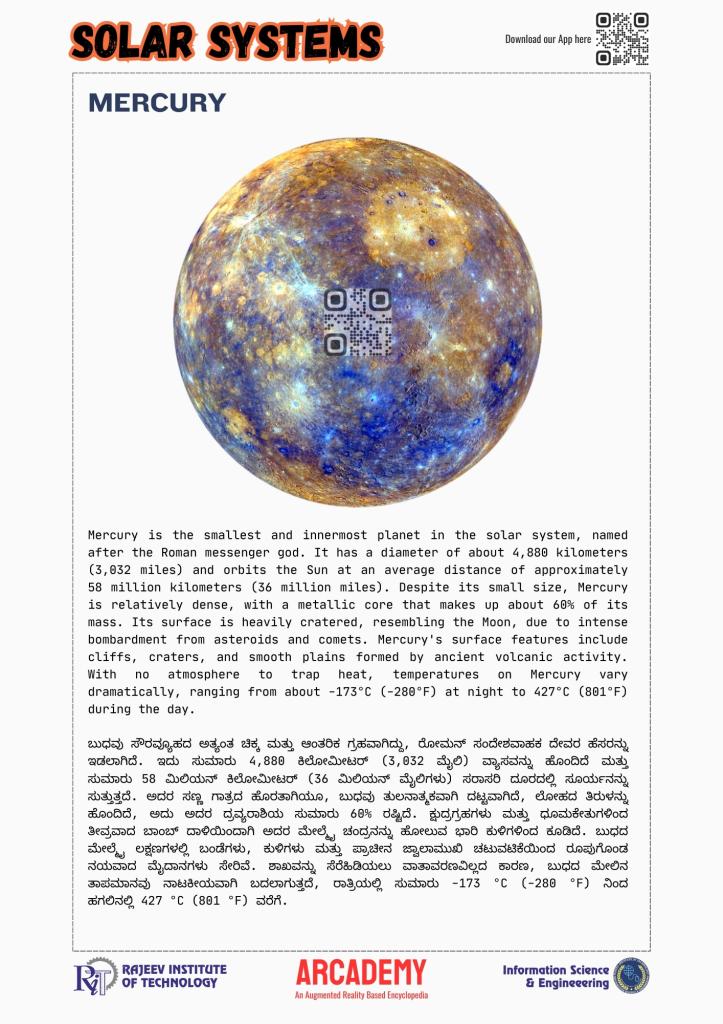 SOLAR SYSTEMS
Download our App here
MERCURY
Mercury is the smallest and innermost planet in the solar system, named
after the Roman messenger god. It has a diameter of about 4,880 kilometers
(3,032 miles) and orbits the Sun at an average distance of approximately
58 million kilometers (36 million miles). Despite its small size, Mercury
is relatively dense, with a metallic core that makes up about 60% of its
mass. Its surface is heavily cratered, resembling the Moon, due to intense
bombardment from asteroids and comets. Mercury's surface features include
cliffs, craters, and smooth plains formed by ancient volcanic activity.
With no atmosphere to trap heat, temperatures on Mercury vary
dramatically, ranging from about -173°C (-280°F) at night to 427°C (801°F)
during the day.
ಬುಧವು ಸೌರವ್ಯೂಹದ ಅತ್ಯಂತ ಚಿಕ್ಕ ಮತ್ತು ಆಂತರಿಕ ಗ್ರಹವಾಗಿದ್ದು, ರೋಮನ್ ಸಂದೇಶವಾಹಕ ದೇವರ ಹೆಸರನ್ನು
ಇಡಲಾಗಿದೆ. ಇದು ಸುಮಾರು 4,880 ಕಿಲೋಮೀಟರ್ (3,032 ಮೈಲಿ) ವ್ಯಾಸವನ್ನು ಹೊಂದಿದೆ ಮತ್ತು
ಸುಮಾರು 58 ಮಿಲಿಯನ್ ಕಿಲೋಮೀಟರ್ (36 ಮಿಲಿಯನ್ ಮೈಲಿಗಳು) ಸರಾಸರಿ ದೂರದಲ್ಲಿ ಸೂರ್ಯನನ್ನು
ಸುತ್ತುತ್ತದೆ. ಅದರ ಸಣ್ಣ ಗಾತ್ರದ ಹೊರತಾಗಿಯೂ, ಬುಧವು ತುಲನಾತ್ಮಕವಾಗಿ ದಟ್ಟವಾಗಿದೆ, ಲೋಹದ ತಿರುಳನ್ನು
ಹೊಂದಿದೆ, ಅದು ಅದರ ದ್ರವ್ಯರಾಶಿಯ ಸುಮಾರು 60% ರಷ್ಟಿದೆ. ಕ್ಷುದ್ರಗ್ರಹಗಳು ಮತ್ತು ಧೂಮಕೇತುಗಳಿಂದ
ತೀವ್ರವಾದ ಬಾಂಬ್ ದಾಳಿಯಿಂದಾಗಿ ಅದರ ಮೇಲ್ಮೈ ಚಂದ್ರನನ್ನು ಹೋಲುವ ಭಾರಿ ಕುಳಿಗಳಿಂದ ಕೂಡಿದೆ. ಬುಧದ
ಮೇಲ್ಮೈ ಲಕ್ಷಣಗಳಲ್ಲಿ ಬಂಡೆಗಳು, ಕುಳಿಗಳು ಮತ್ತು ಪ್ರಾಚೀನ ಜ್ವಾಲಾಮುಖಿ ಚಟುವಟಿಕೆಯಿಂದ ರೂಪುಗೊಂಡ
ನಯವಾದ ಮೈದಾನಗಳು ಸೇರಿವೆ. ಶಾಖವನ್ನು ಸೆರೆಹಿಡಿಯಲು ವಾತಾವರಣವಿಲ್ಲದ ಕಾರಣ, ಬುಧದ ಮೇಲಿನ
ತಾಪಮಾನವು ನಾಟಕೀಯವಾಗಿ ಬದಲಾಗುತ್ತದೆ, ರಾತ್ರಿಯಲ್ಲಿ ಸುಮಾರು -173 °C (-280 °F) ನಿಂದ
ಹಗಲಿನಲ್ಲಿ 427 °C (801 °F) ವರೆಗೆ.
RiT RAJEEV INSTITUTE
OF TECHNOLOGY
ARCADEMY
An Augmented Reality Based Encyclopedia
Information Science
& Engineeering